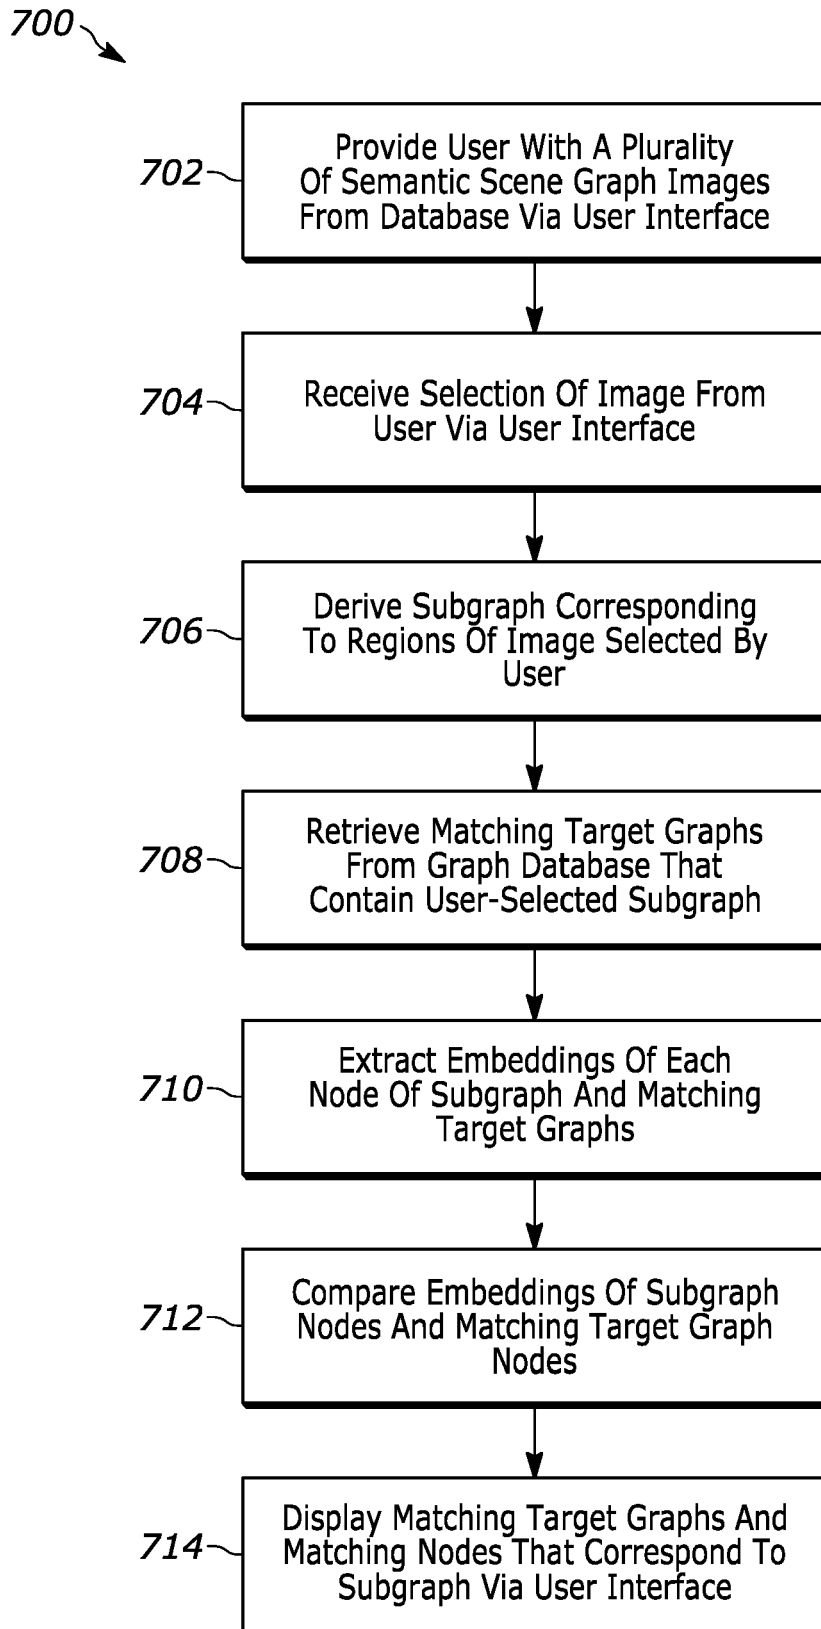 700
702
Provide User With A Plurality
Of Semantic Scene Graph Images
From Database Via User Interface
704
Receive Selection Of Image From
User Via User Interface
706
Derive Subgraph Corresponding
To Regions Of Image Selected By
User
708
Retrieve Matching Target Graphs
From Graph Database That
Contain User-Selected Subgraph
710
Extract Embeddings Of Each
Node Of Subgraph And Matching
Target Graphs
712
Compare Embeddings Of Subgraph
Nodes And Matching Target Graph
Nodes
714
Display Matching Target Graphs And
Matching Nodes That Correspond To
Subgraph Via User Interface